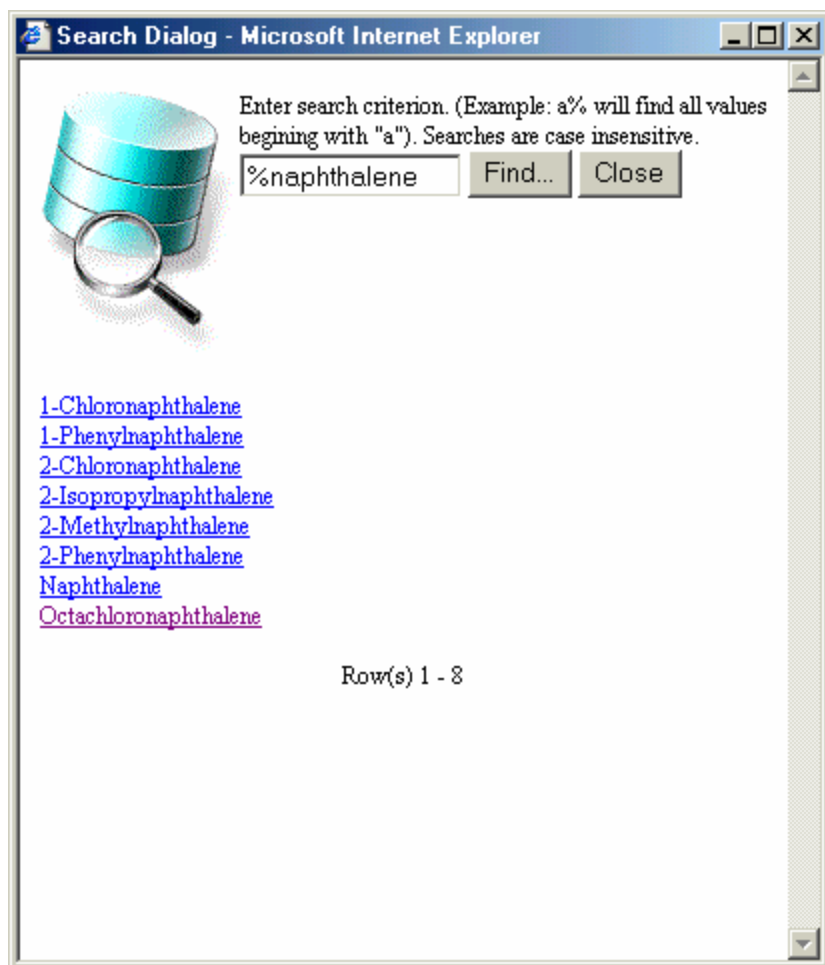 Search Dialog - Microsoft Internet Explorer
Enter search criterion. (Example: a% will find all values
begining with "a"). Searches are case insensitive.
%naphthalene Find... Close
1-Chloronaphthalene
1-Phenylnaphthalene
2-Chloronaphthalene
2-Isopropylnaphthalene
2-Methylnaphthalene
2-Phenylnaphthalene
Naphthalene
Octachloronaphthalene
Row(s) 1 - 8